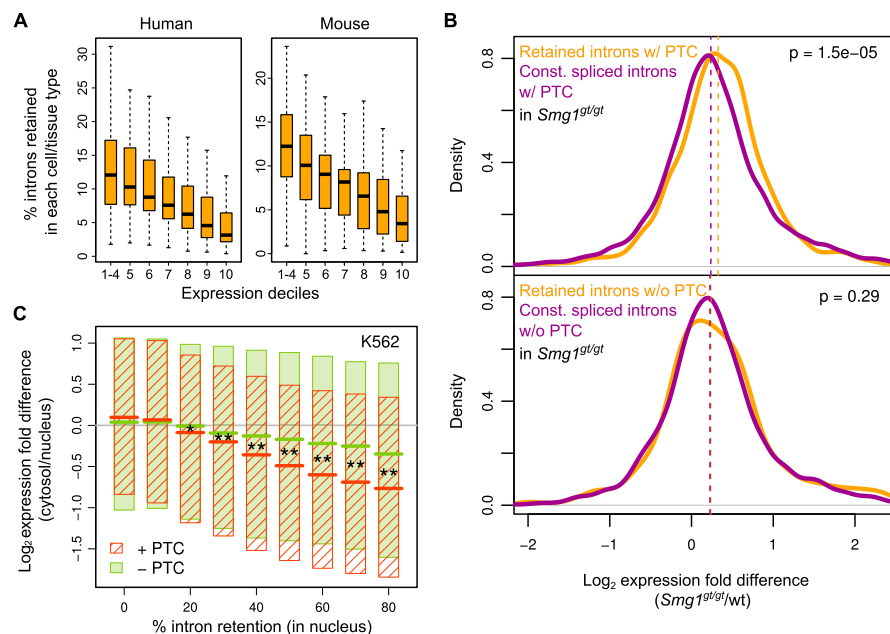 A
Human
Mouse
% introns retained
in each cell/tissue type
30
25
20
15
10
5
0
20
15
10
5
0
1-4 5 6 7 8 9 10
1-4 5 6 7 8 9 10
Expression deciles
B
Retained introns w/ PTC
Const. spliced introns
w/ PTC
in Smg1gt/gt
p = 1.5e−05
Density
0.8
0.4
0.0
Retained introns w/o PTC
Const. spliced introns
w/o PTC
in Smg1gt/gt
p = 0.29
Density
0.8
0.4
0.0
−2 −1 0 1 2
Log2 expression fold difference
(Smg1gt/gt/wt)
C
K562
Log2 expression fold difference
(cytosol/nucleus)
1.0
0.5
0.0
−0.5
−1.0
−1.5
* ** ** ** ** ** **
+ PTC
− PTC
0 20 40 60 80
% intron retention (in nucleus)